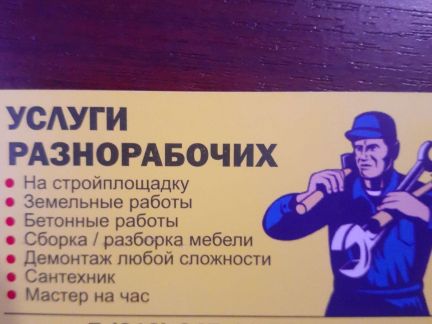 УСЛУГИ
РАЗНОРАБОЧИХ
На стройплощадку
Земельные работы
Бетонные работы
Сборка / разборка мебели
Демонтаж любой сложности
Сантехник
Мастер на час